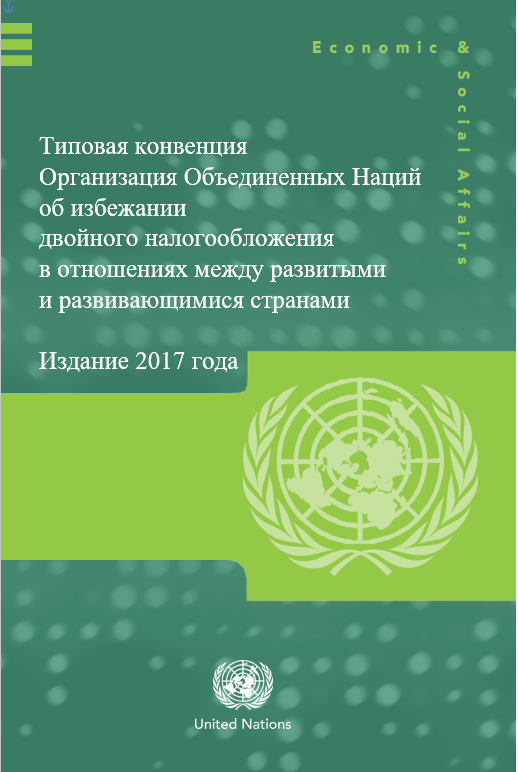 Economic &
Social Affairs
Типовая конвенция
Организация Объединенных Наций
об избежании
двойного налогообложения
в отношениях между развитыми
и развивающимися странами
Издание 2017 года
United Nations